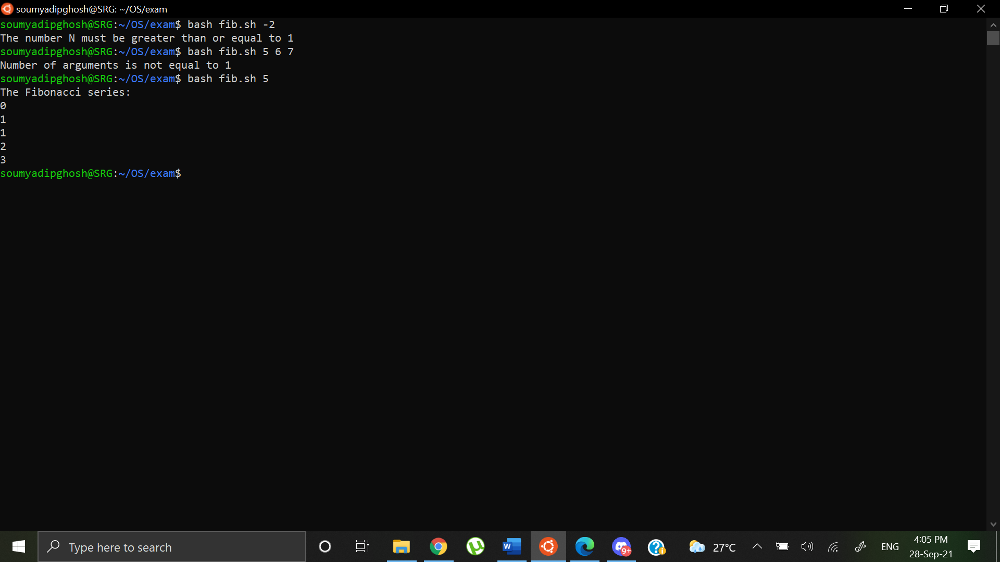 soumyadipghosh@SRG: ~/OS/exam
soumyadipghosh@SRG:~/OS/exam$ bash fib.sh -2
The number N must be greater than or equal to 1
soumyadipghosh@SRG:~/OS/exam$ bash fib.sh 5 6 7
Number of arguments is not equal to 1
soumyadipghosh@SRG:~/OS/exam$ bash fib.sh 5
The Fibonacci series:
0
1
1
2
3
soumyadipghosh@SRG:~/OS/exam$
Type here to search
W
9+
27°C
ENG
4:05 PM
28-Sep-21